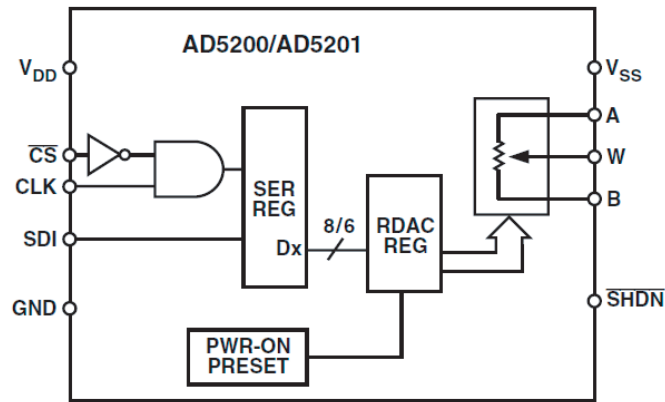 AD5200/AD5201
VDD
VSS
A
CS
W
CLK
SER
REG
B
SDI
8/6
RDAC
REG
Dx
GND
SHDN
PWR-ON
PRESET